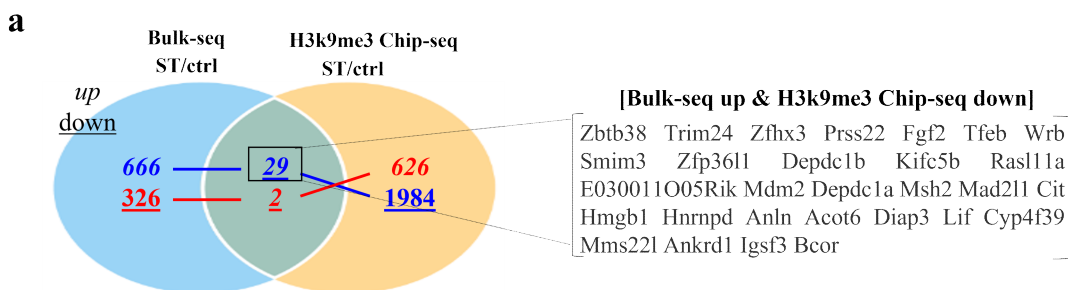 a
Bulk-seq
ST/ctrl
H3k9me3 Chip-seq
ST/ctrl
up
down
666
29
626
326
2
1984
[Bulk-seq up & H3k9me3 Chip-seq down]
Zbtb38 Trim24 Zfhx3 Prss22 Fgf2 Tfeb Wrb
Smim3 Zfp36l1 Depdc1b Kifc5b Rasl11a
E030011O05Rik Mdm2 Depdc1a Msh2 Mad2l1 Cit
Hmgb1 Hnrnpd Anln Acot6 Diap3 Lif Cyp4f39
Mms22l Ankrd1 Igsf3 Bcor